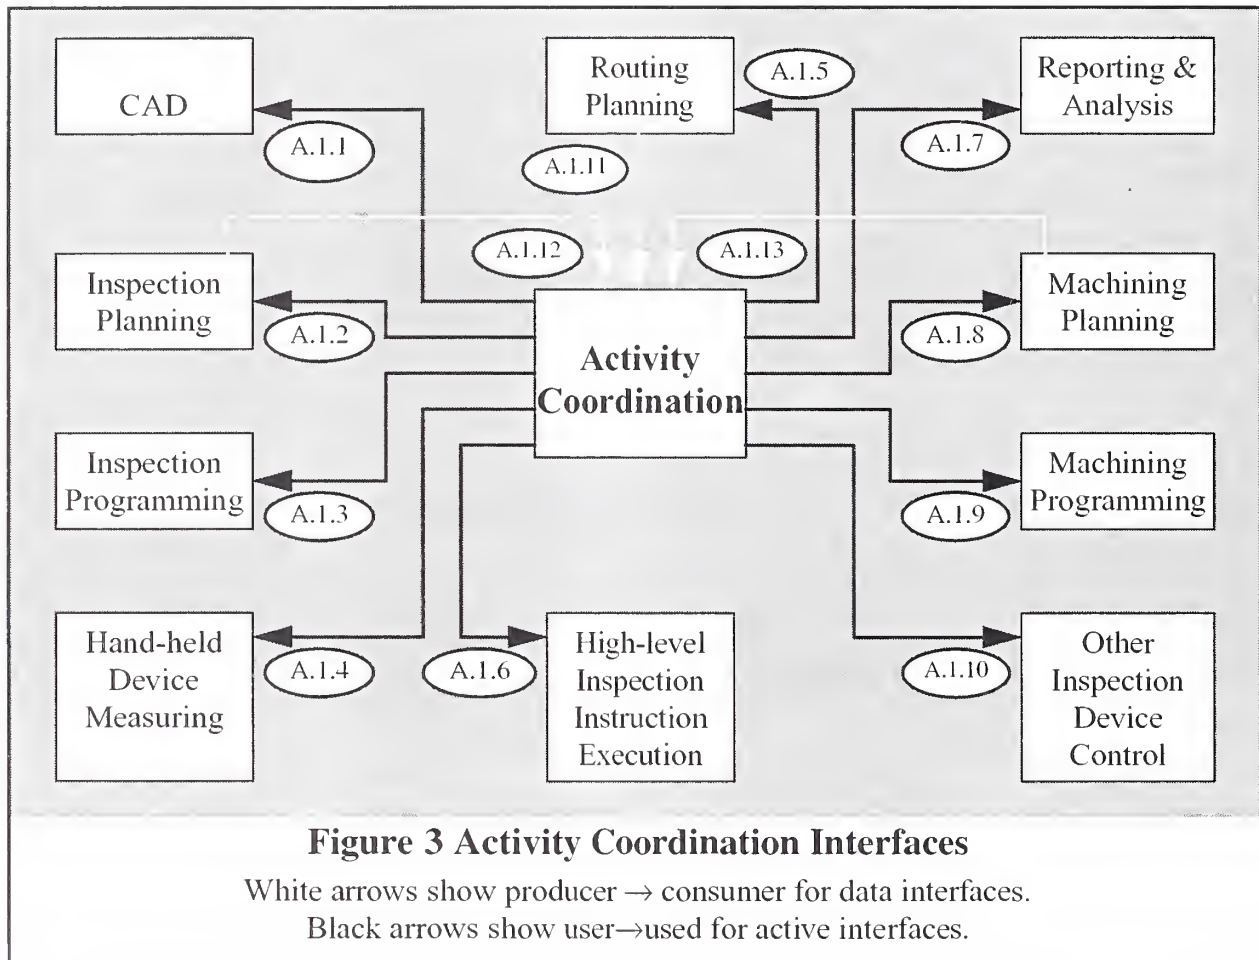 CAD
A.1.1
Routing
Planning
A.1.5
A.1.11
Reporting &
Analysis
A.1.7
A.1.12
A.1.13
Inspection
Planning
A.1.2
Activity
Coordination
Machining
Planning
A.1.8
Inspection
Programming
A.1.3
Machining
Programming
A.1.9
Hand-held
Device
Measuring
A.1.4
A.1.6
High-level
Inspection
Instruction
Execution
A.1.10
Other
Inspection
Device
Control
Figure 3 Activity Coordination Interfaces
White arrows show producer → consumer for data interfaces.
Black arrows show user→used for active interfaces.